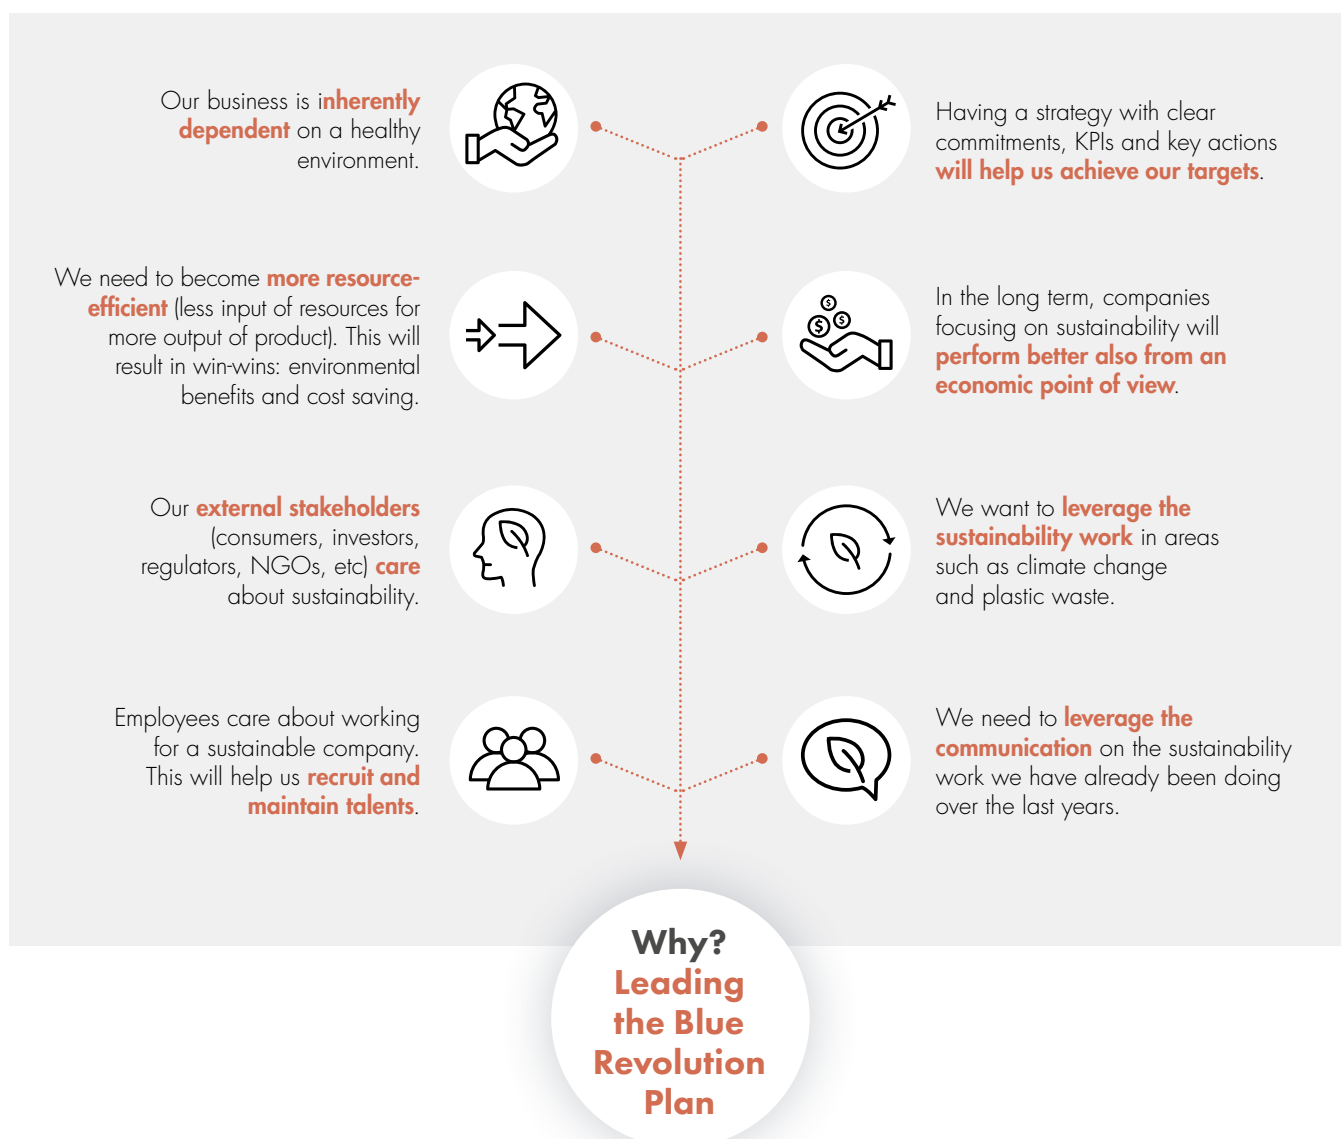 Our business is inherently
dependent on a healthy
environment.
Having a strategy with clear
commitments, KPIs and key actions
will help us achieve our targets.
We need to become more resource-
efficient (less input of resources for
more output of product). This will
result in win-wins: environmental
benefits and cost saving.
In the long term, companies
focusing on sustainability will
perform better also from an
economic point of view.
Our external stakeholders
(consumers, investors,
regulators, NGOs, etc) care
about sustainability.
We want to leverage the
sustainability work in areas
such as climate change
and plastic waste.
Employees care about working
for a sustainable company.
This will help us recruit and
maintain talents.
We need to leverage the
communication on the sustainability
work we have already been doing
over the last years.
Why?
Leading
the Blue
Revolution
Plan